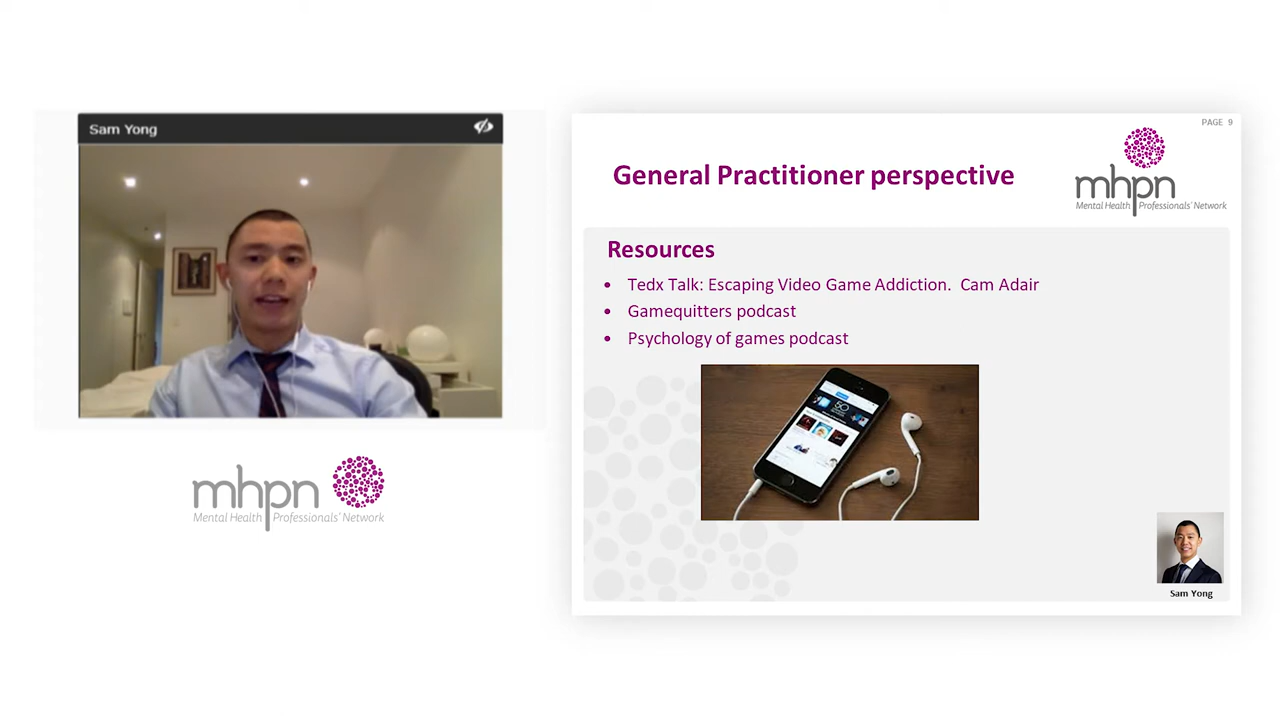 Sam Yong
mhpn
Mental Health Professionals' Network
PAGE 9
General Practitioner perspective
mhpn
Mental Health Professionals' Network
Resources
• Tedx Talk: Escaping Video Game Addiction.  Cam Adair
• Gamequitters podcast
• Psychology of games podcast
50
Sam Yong